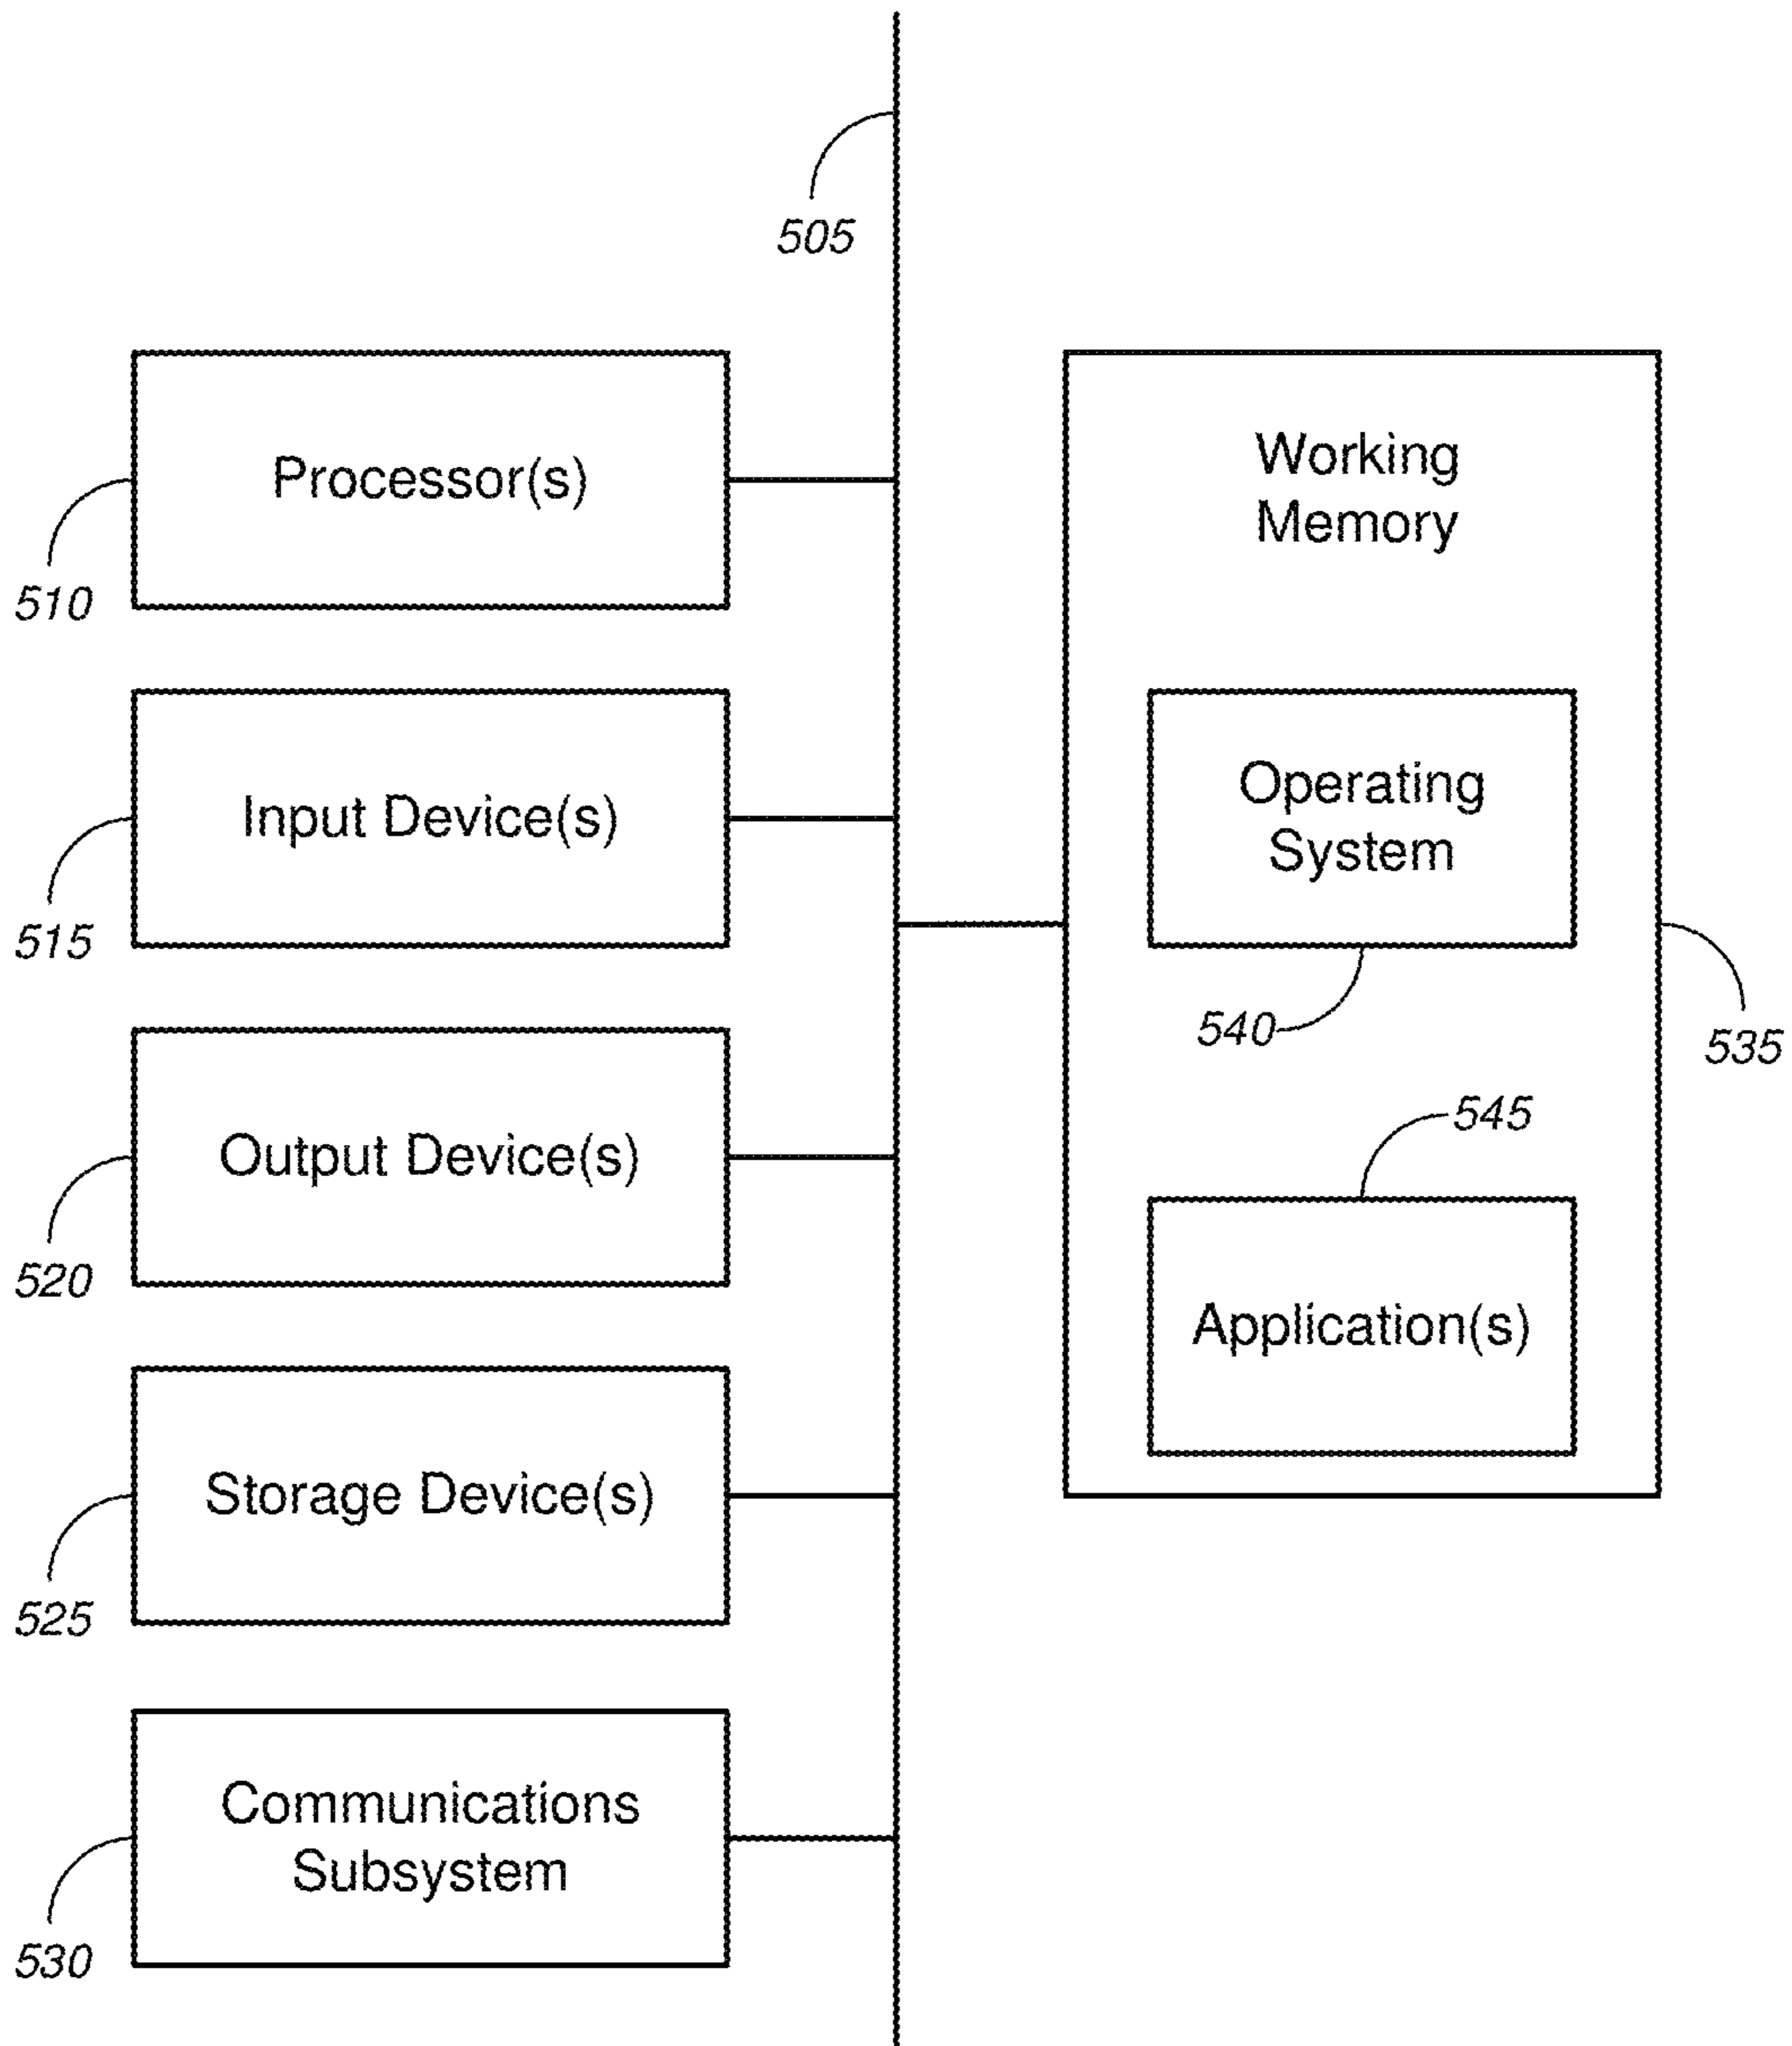 505
Processor(s)
510
Input Device(s)
515
Output Device(s)
520
Storage Device(s)
525
Communications
Subsystem
530
Working
Memory
Operating
System
540
535
545
Application(s)